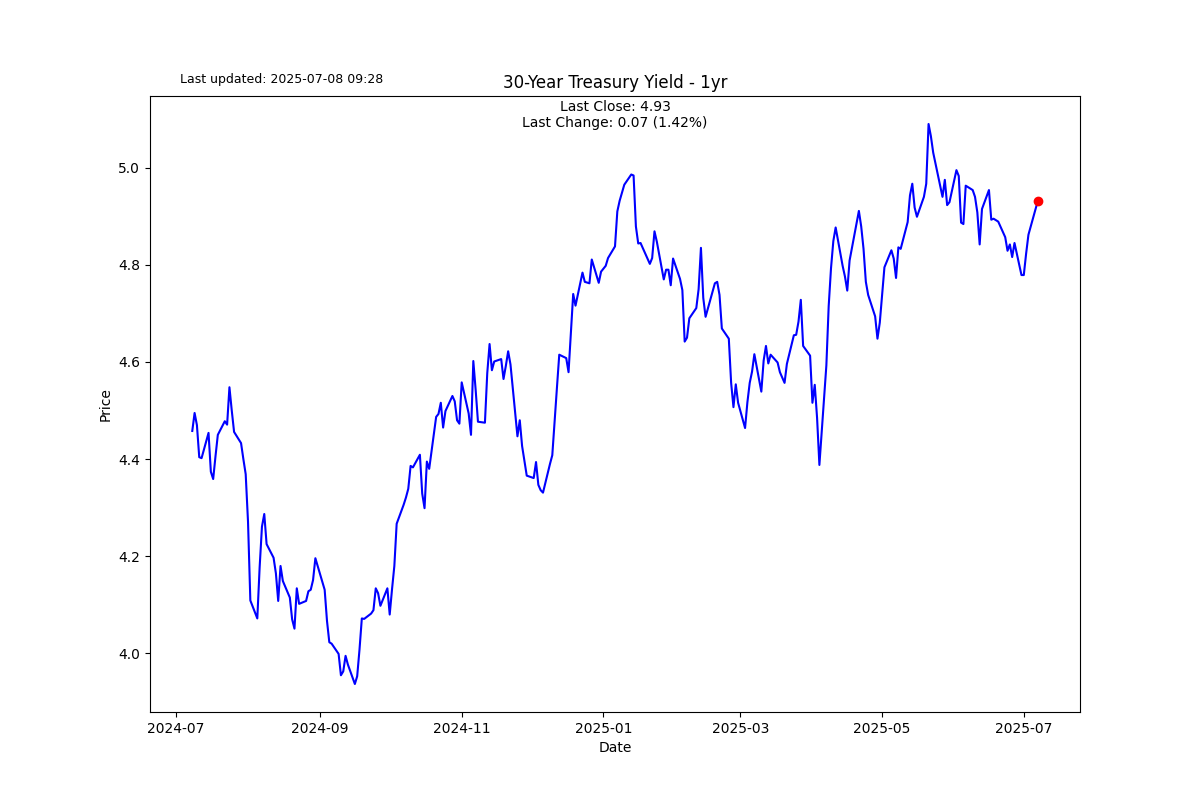 Last updated: 2025-07-08 09:28
30-Year Treasury Yield - 1yr
Last Close: 4.93
Last Change: 0.07 (1.42%)
5.0
4.8
4.6
4.4
4.2
4.0
Price
2024-07
2024-09
2024-11
2025-01
2025-03
2025-05
2025-07
Date